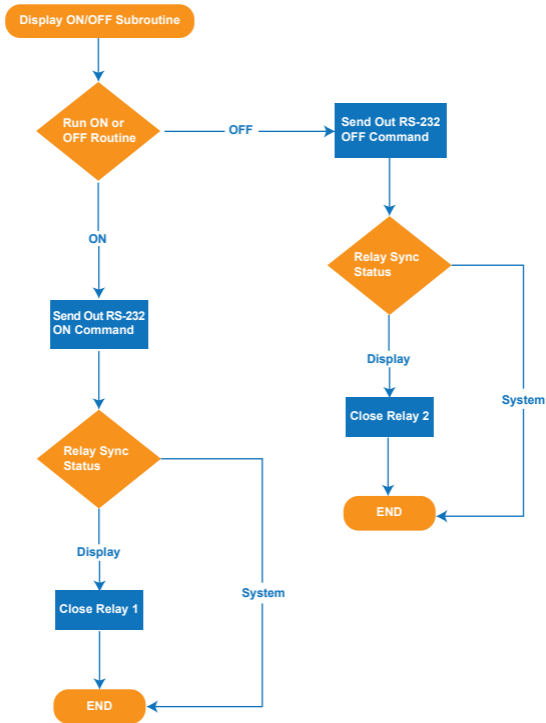 Display ON/OFF Subroutine
Run ON or
OFF Routine
OFF
Send Out RS-232
OFF Command
ON
Relay Sync
Status
Send Out RS-232
ON Command
Display
System
Close Relay 2
Relay Sync
Status
END
Display
System
Close Relay 1
END